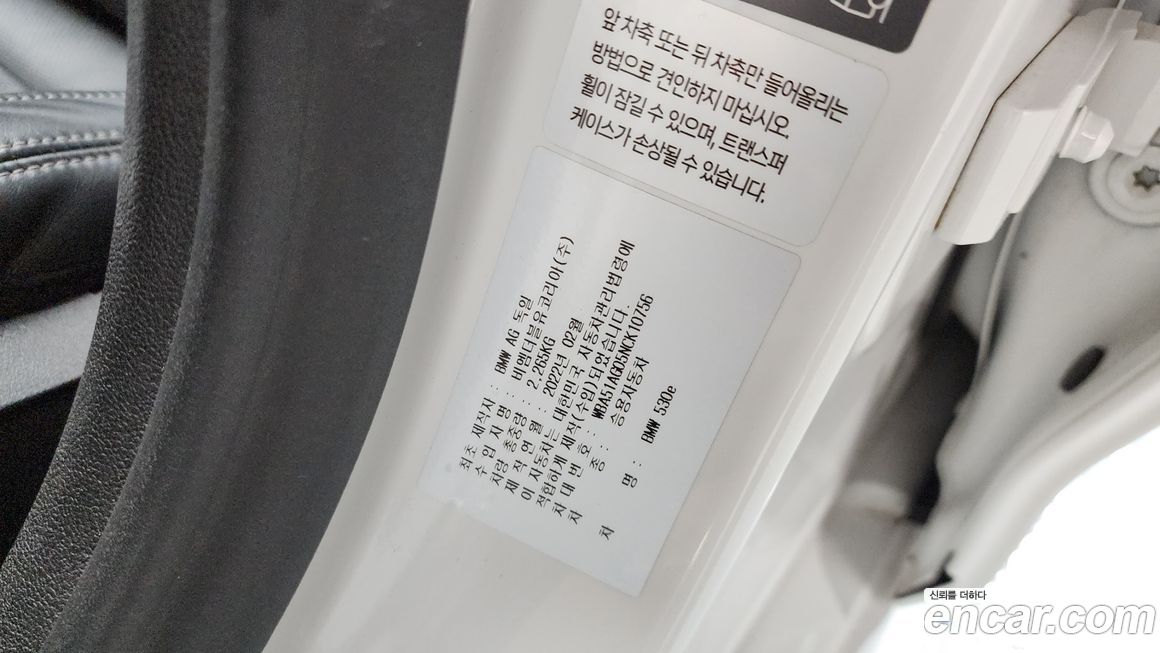 앞 차축 또는 뒤 차축만 들어올리는
방법으로 견인하지 마십시오.
휠이 잠길 수 있으며, 트랜스퍼
케이스가 손상될 수 있습니다.
최초 제작자 : BMW AG 독일
수 입 자 명 : 비엠더블유코리아(주)
차량 총중량 : 2.265KG
제 작 연 월 : 2022년 02월
이 자동차는 대한민국 자동차관리법령에
적합하게 제작(수입)되었습니다.
차 대 번 호 : WBA51AG05NCK10756
차 종 : 승용자동차
차 명 : BMW 530e
신뢰를 더하다
encar.com